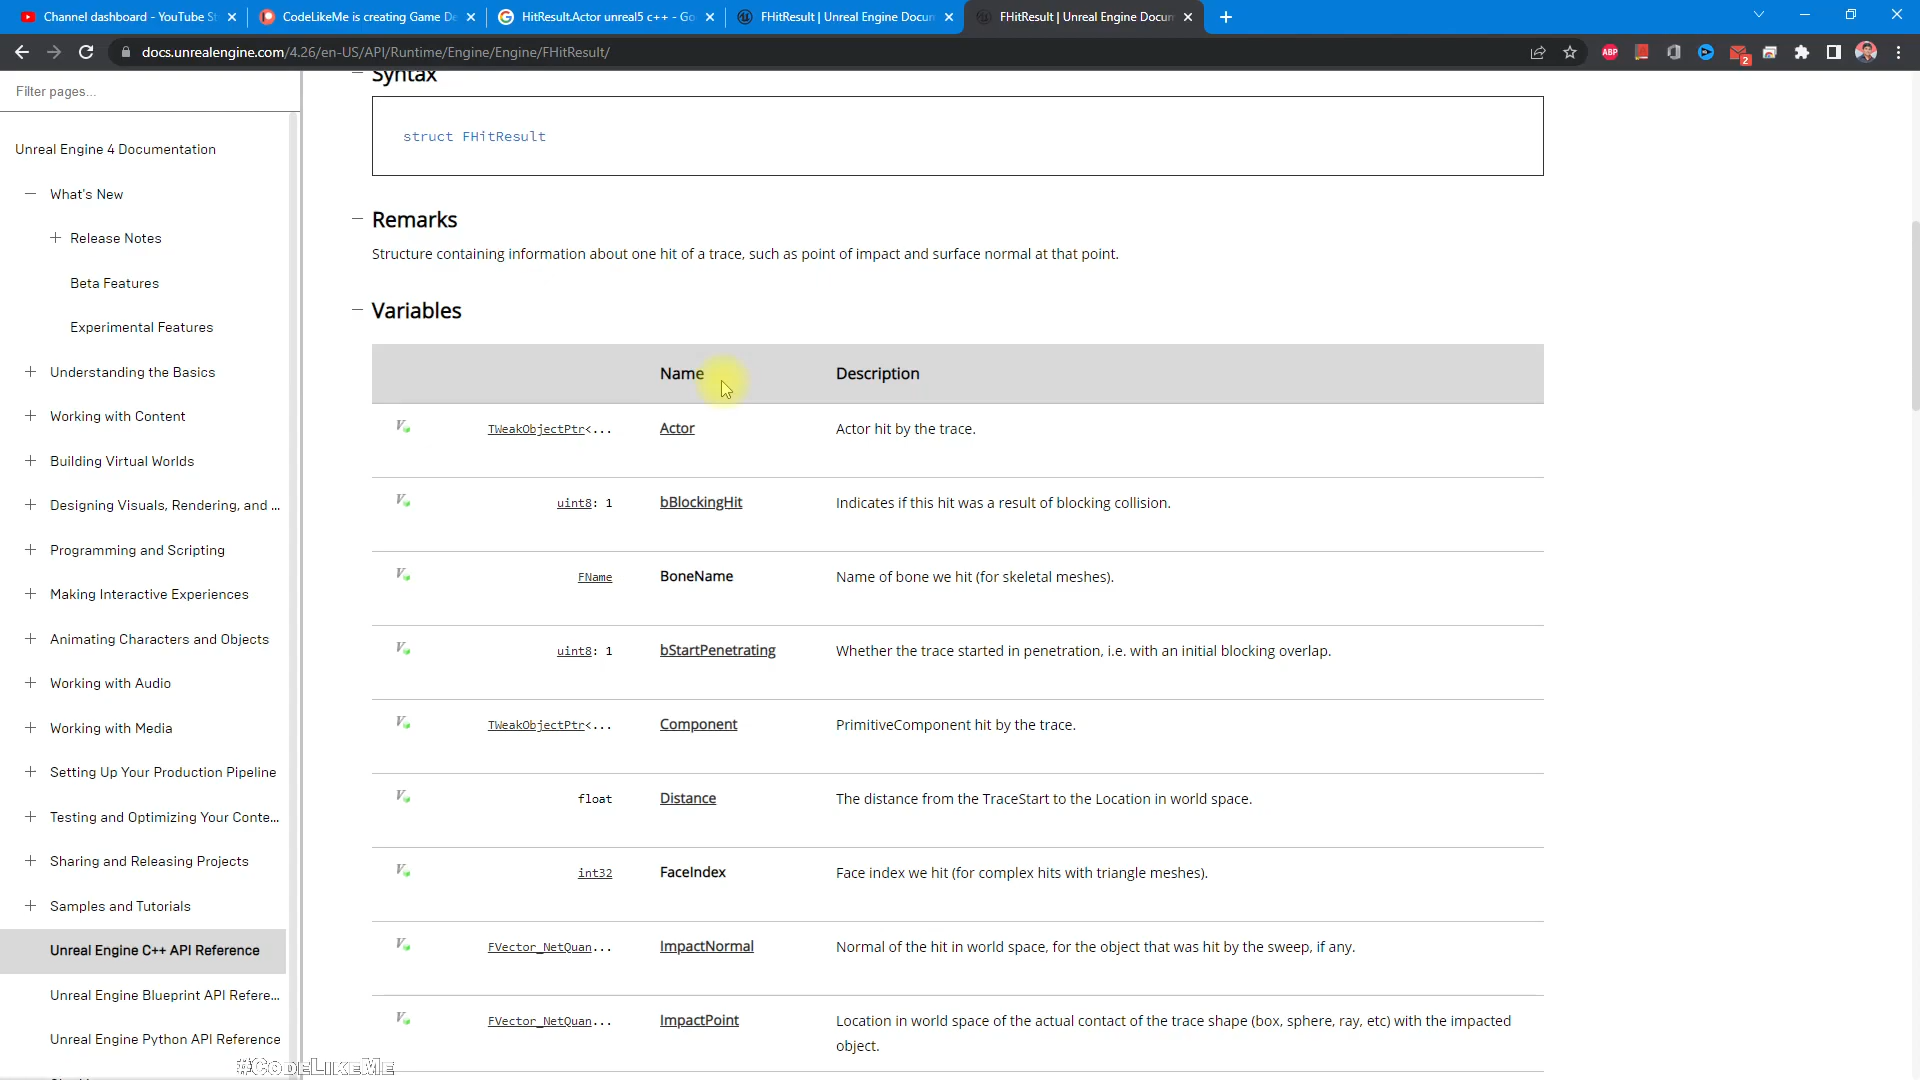 Channel dashboard - YouTube St
CodeLikeMe is creating Game De
HitResult.Actor unreal5 c++ - Go
FHitResult | Unreal Engine Docum
FHitResult | Unreal Engine Docum
docs.unrealengine.com/4.26/en-US/API/Runtime/Engine/Engine/FHitResult/
ABP
2
Filter pages...
Unreal Engine 4 Documentation
What's New
Release Notes
Beta Features
Experimental Features
Understanding the Basics
Working with Content
Building Virtual Worlds
Designing Visuals, Rendering, and ...
Programming and Scripting
Making Interactive Experiences
Animating Characters and Objects
Working with Audio
Working with Media
Setting Up Your Production Pipeline
Testing and Optimizing Your Conte...
Sharing and Releasing Projects
Samples and Tutorials
Unreal Engine C++ API Reference
Unreal Engine Blueprint API Refere...
Unreal Engine Python API Reference
Syntax
struct FHitResult
Remarks
Structure containing information about one hit of a trace, such as point of impact and surface normal at that point.
Variables
Name Description
TWeakObjectPtr<... Actor Actor hit by the trace.
uint8: 1 bBlockingHit Indicates if this hit was a result of blocking collision.
FName BoneName Name of bone we hit (for skeletal meshes).
uint8: 1 bStartPenetrating Whether the trace started in penetration, i.e. with an initial blocking overlap.
TWeakObjectPtr<... Component PrimitiveComponent hit by the trace.
float Distance The distance from the TraceStart to the Location in world space.
int32 FaceIndex Face index we hit (for complex hits with triangle meshes).
FVector_NetQuan... ImpactNormal Normal of the hit in world space, for the object that was hit by the sweep, if any.
FVector_NetQuan... ImpactPoint Location in world space of the actual contact of the trace shape (box, sphere, ray, etc) with the impacted
object.
#CodeLikeMe